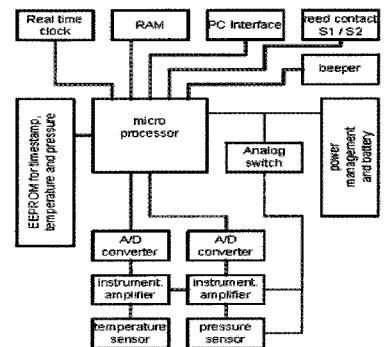 Real time
clock
RAM
PC Interface
reed contact
S1 / S2
beeper
micro
processor
EEPROM for timestamp,
temperature and pressure
Analog
switch
power
management
and battery
A/D
converter
A/D
converter
instrument.
amplifier
instrument.
amplifier
temperature
sensor
pressure
sensor